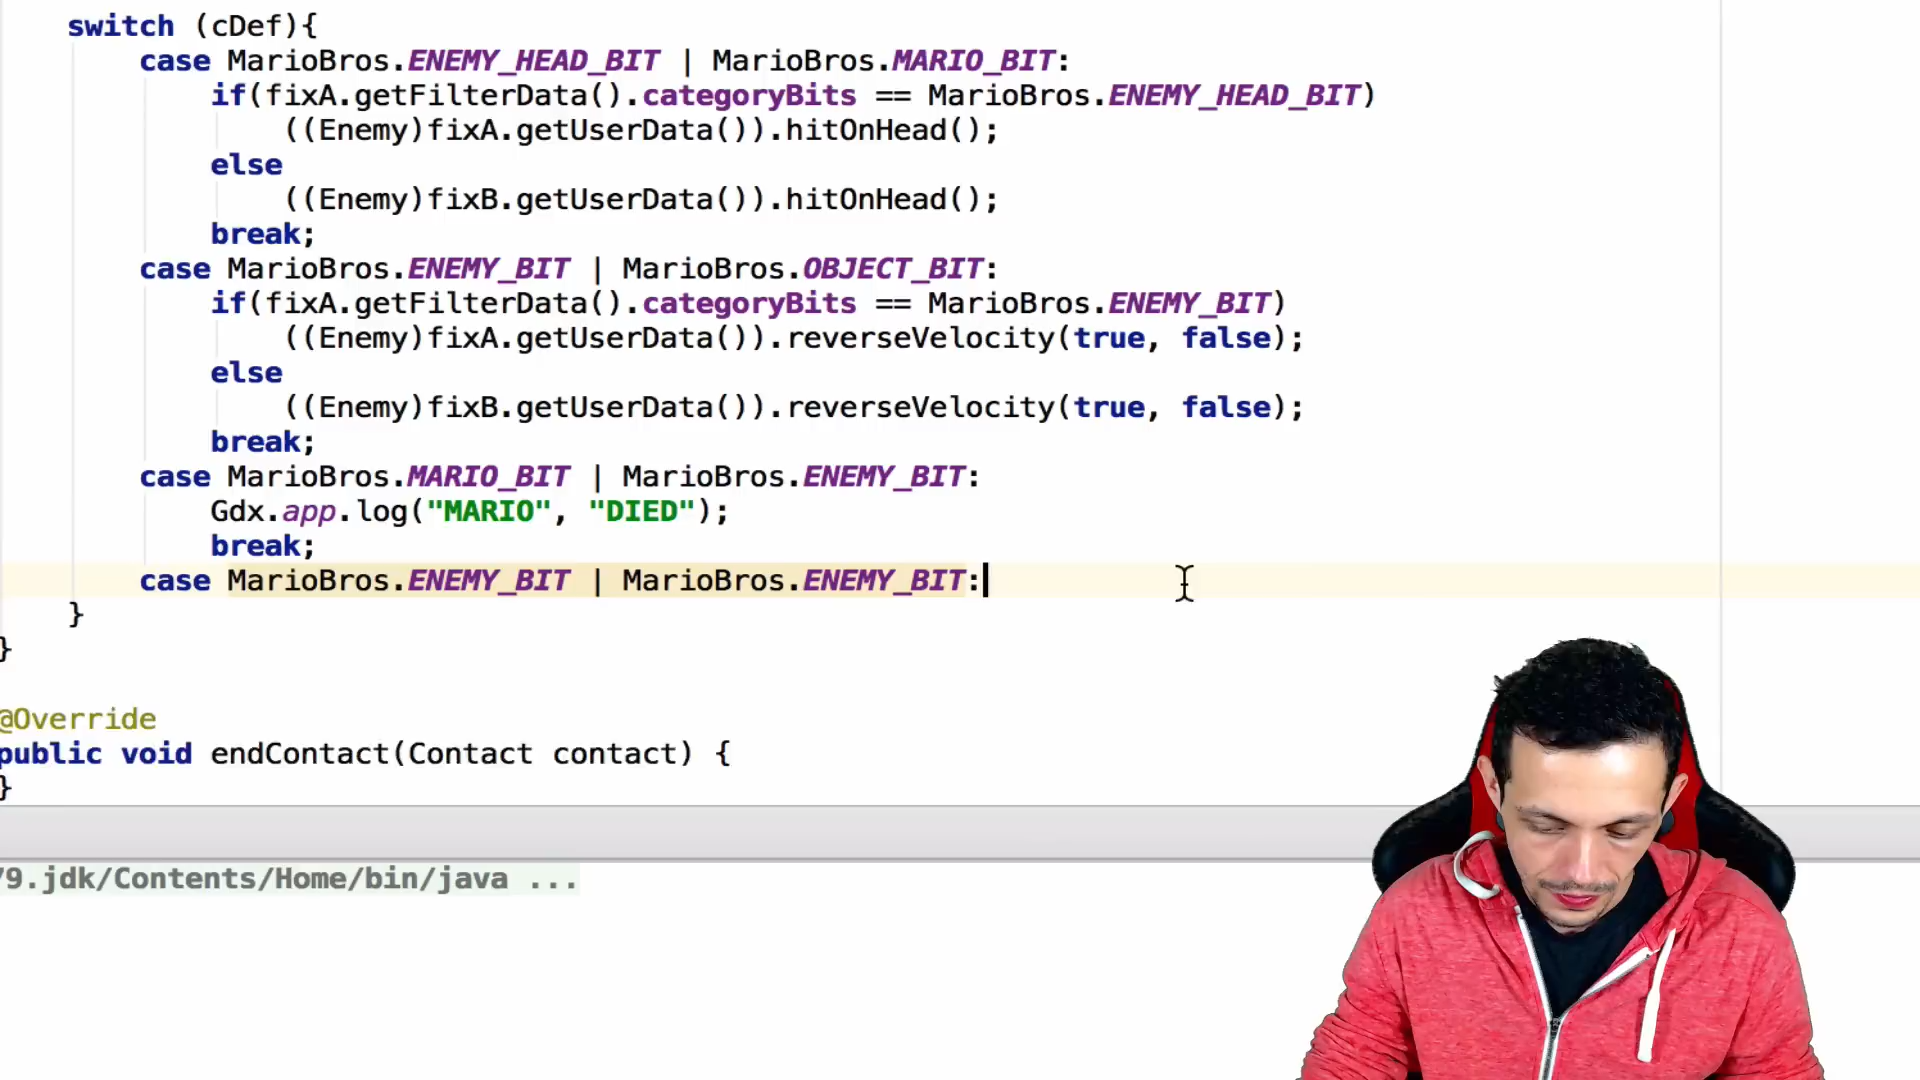 switch (cDef){
case MarioBros.ENEMY_HEAD_BIT | MarioBros.MARIO_BIT:
if(fixA.getFilterData().categoryBits == MarioBros.ENEMY_HEAD_BIT)
((Enemy)fixA.getUserData()).hitOnHead();
else
((Enemy)fixB.getUserData()).hitOnHead();
break;
case MarioBros.ENEMY_BIT | MarioBros.OBJECT_BIT:
if(fixA.getFilterData().categoryBits == MarioBros.ENEMY_BIT)
((Enemy)fixA.getUserData()).reverseVelocity(true, false);
else
((Enemy)fixB.getUserData()).reverseVelocity(true, false);
break;
case MarioBros.MARIO_BIT | MarioBros.ENEMY_BIT:
Gdx.app.log("MARIO", "DIED");
break;
case MarioBros.ENEMY_BIT | MarioBros.ENEMY_BIT:
}
}
@Override
public void endContact(Contact contact) {
}
79.jdk/Contents/Home/bin/java ...